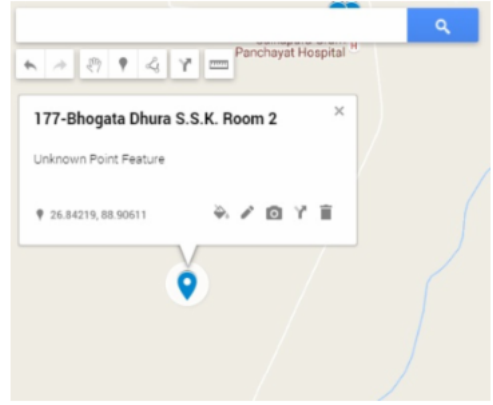 Panchayat Hospital
H
177-Bhogata Dhura S.S.K. Room 2
Unknown Point Feature
26.84219, 88.90611